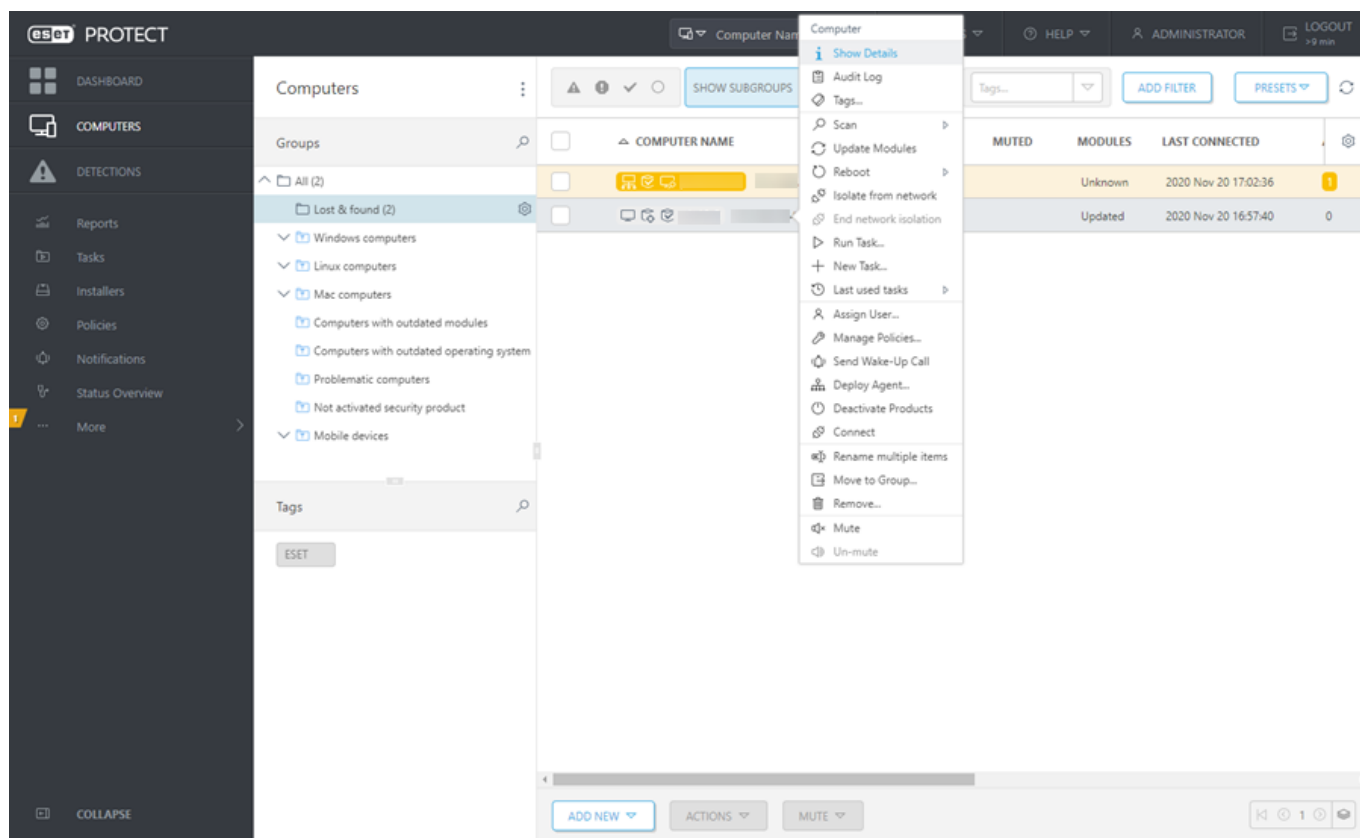 eset PROTECT
Computer Nam
HELP
ADMINISTRATOR
LOGOUT
>9 min
DASHBOARD
COMPUTERS
DETECTIONS
Reports
Tasks
Installers
Policies
Notifications
Status Overview
1
More
COLLAPSE
Computers
Groups
All (2)
Lost & found (2)
Windows computers
Linux computers
Mac computers
Computers with outdated modules
Computers with outdated operating system
Problematic computers
Not activated security product
Mobile devices
Tags
ESET
SHOW SUBGROUPS
Tags...
ADD FILTER
PRESETS
COMPUTER NAME
MUTED
MODULES
LAST CONNECTED
Unknown
2020 Nov 20 17:02:36
1
Updated
2020 Nov 20 16:57:40
0
Computer
Show Details
Audit Log
Tags...
Scan
Update Modules
Reboot
Isolate from network
End network isolation
Run Task...
New Task...
Last used tasks
Assign User...
Manage Policies...
Send Wake-Up Call
Deploy Agent...
Deactivate Products
Connect
Rename multiple items
Move to Group...
Remove...
Mute
Un-mute
ADD NEW
ACTIONS
MUTE
1